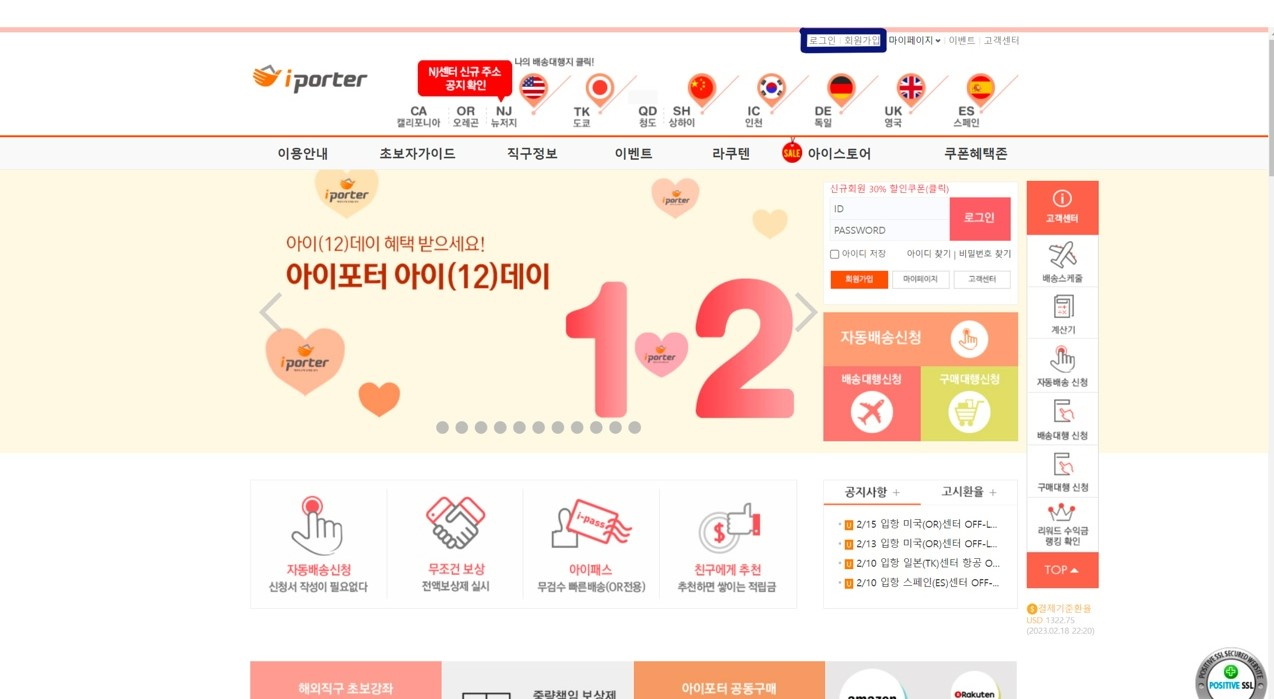 로그인 | 회원가입 마이페이지 | 이벤트 | 고객센터
나의 배송대행지 클릭!
iporter
NJ센터 신규 주소
공지 확인
CA OR NJ TK QD SH IC DE UK ES
캘리포니아 오레곤 뉴저지 도쿄 청도 상하이 인천 독일 영국 스페인
이용안내 초보자가이드 직구정보 이벤트 라쿠텐 SALE 아이스토어 쿠폰혜택존
iporter
iporter
아이(12)데이 혜택 받으세요!
아이포터 아이(12)데이
12
iporter
iporter
신규회원 30% 할인쿠폰(클릭)
ID
PASSWORD
로그인
아이디 저장 아이디 찾기 | 비밀번호 찾기
회원가입 마이페이지 고객센터
자동배송신청
배송대행신청 구매대행신청
고객센터
배송스케줄
계산기
자동배송 신청
배송대행 신청
구매대행 신청
리워드 수익금
랭킹 확인
TOP
결제기준환율
USD 1322.75
(2023.02.18 22:20)
i-pass
자동배송신청 무조건 보상 아이패스 친구에게 추천
신청서 작성이 필요없다 전액보상제 실시 무검수 빠른배송(OR전용) 추천하면 쌓이는 적립금
공지사항 + 고시환율 +
U 2/15 입항 미국(OR)센터 OFF-L...
U 2/13 입항 미국(OR)센터 OFF-L...
U 2/10 입항 일본(TK)센터 항공 O...
U 2/10 입항 스페인(ES)센터 OFF-...
해외직구 초보강좌 중량책임 보상제 아이포터 공동구매 amazon Rakuten
POSITIVE SSL SECURED WEBSITE
POSITIVE SSL